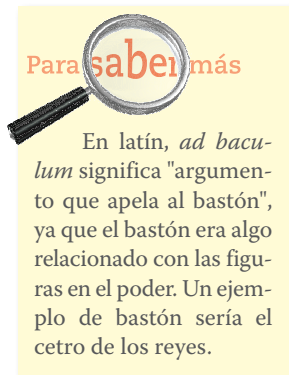 Para saber más
En latín, ad bacu-
lum significa "argumen-
to que apela al bastón",
ya que el bastón era algo
relacionado con las figu-
ras en el poder. Un ejem-
plo de bastón sería el
cetro de los reyes.